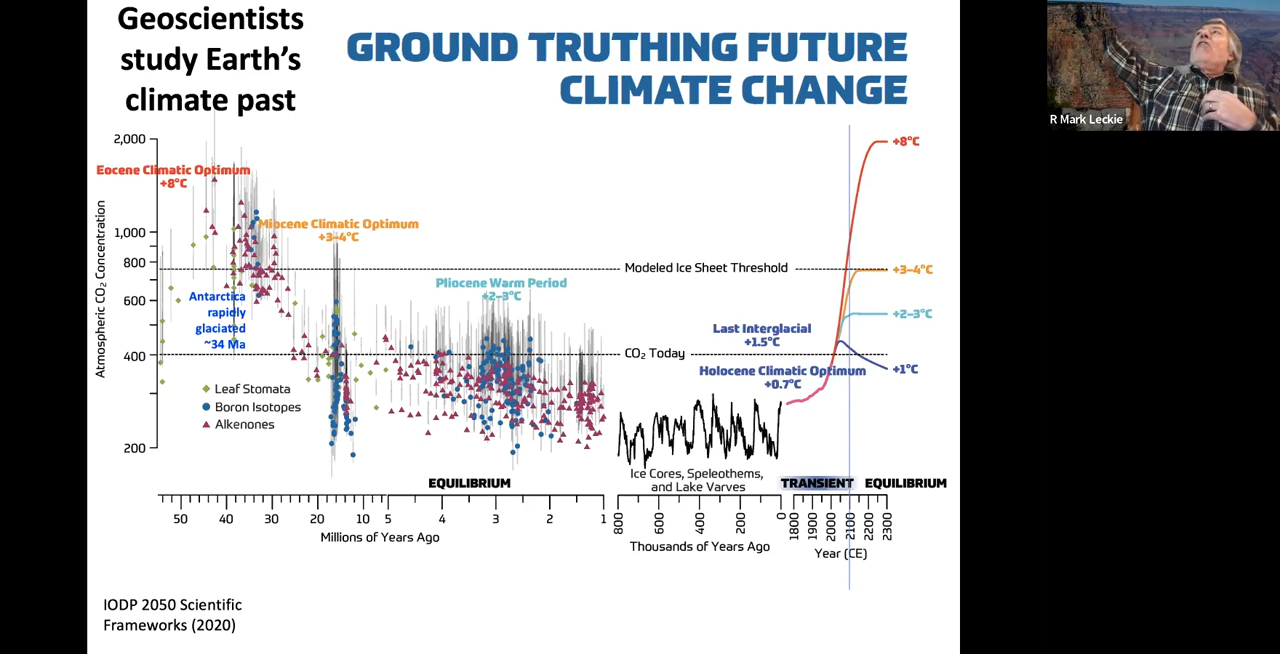 Geoscientists
study Earth's
climate past
GROUND TRUTHING FUTURE
CLIMATE CHANGE
R Mark Leckie
Atmospheric CO₂ Concentration
2,000
1,000
800
600
400
200
Eocene Climatic Optimum
+8°C
Miocene Climatic Optimum
+3–4°C
Pliocene Warm Period
+2–3°C
Antarctica
rapidly
glaciated
~34 Ma
Modeled Ice Sheet Threshold
CO₂ Today
Last Interglacial
+1.5°C
Holocene Climatic Optimum
+0.7°C
+8°C
+3–4°C
+2–3°C
+1°C
Leaf Stomata
Boron Isotopes
Alkenones
Ice Cores, Speleothems,
and Lake Varves
EQUILIBRIUM
TRANSIENT
EQUILIBRIUM
50 40 30 20 10 5 4 3 2 1
Millions of Years Ago
800 600 400 200 0
Thousands of Years Ago
1800 1900 2000 2100 2200 2300
Year (CE)
IODP 2050 Scientific
Frameworks (2020)